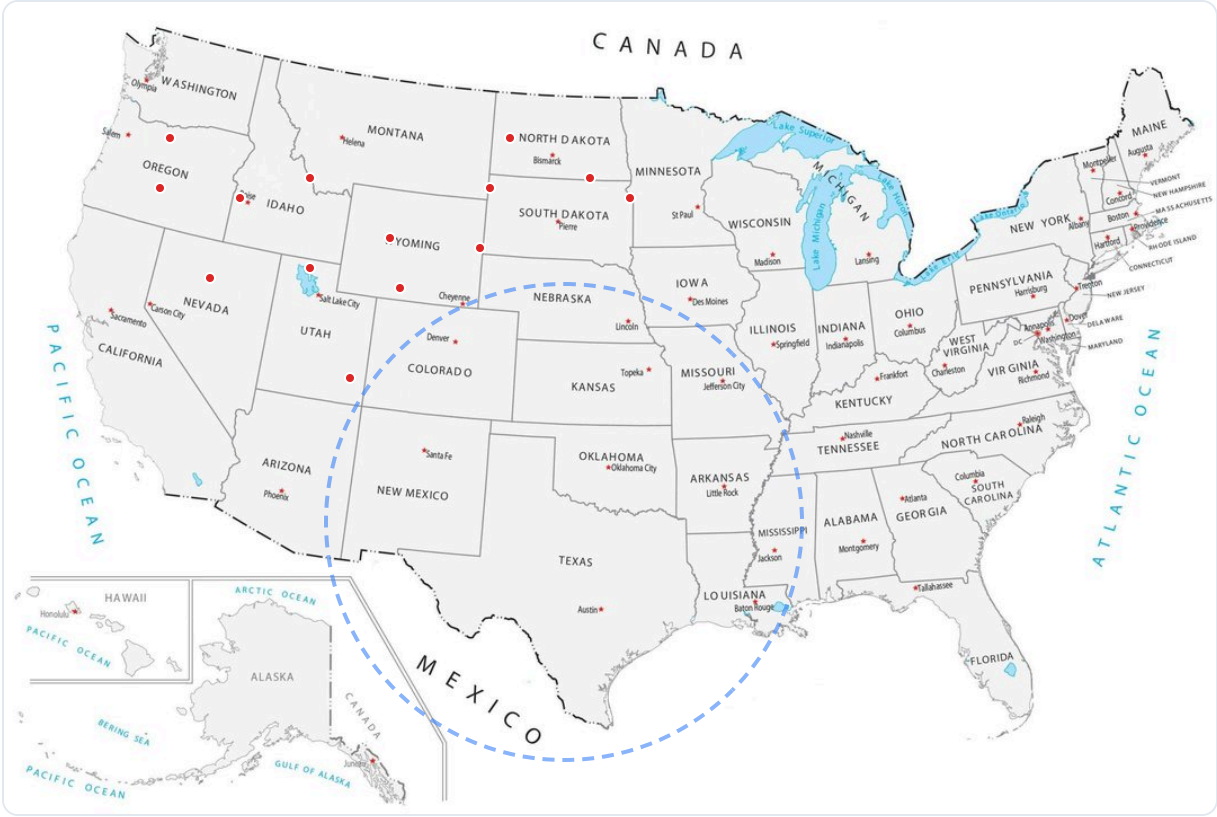 CANADA
WASHINGTON
Olympia
MONTANA
Helena
NORTH DAKOTA
Bismarck
MINNESOTA
St Paul
Lake Superior
MICHIGAN
Lake Michigan
Lake Huron
Lansing
MAINE
Augusta
Montpelier
VERMONT
NEW HAMPSHIRE
Concord
MASSACHUSETTS
Boston
Providence
RHODE ISLAND
Hartford
CONNECTICUT
NEW YORK
Albany
Lake Ontario
Lake Erie
Salem
OREGON
Boise
IDAHO
YOMING
Cheyenne
SOUTH DAKOTA
Pierre
WISCONSIN
Madison
IOWA
Des Moines
NEBRASKA
Lincoln
PENNSYLVANIA
Harrisburg
Trenton
NEW JERSEY
Dover
DELAWARE
Annapolis
Washington
DC
MARYLAND
OHIO
Columbus
INDIANA
Indianapolis
ILLINOIS
Springfield
WEST
VIRGINIA
Charleston
VIRGINIA
Richmond
NEVADA
Carson City
Sacramento
CALIFORNIA
Salt Lake City
UTAH
Denver
COLORADO
Topeka
KANSAS
MISSOURI
Jefferson City
Frankfort
KENTUCKY
Nashville
TENNESSEE
Raleigh
NORTH CAROLINA
Columbia
SOUTH
CAROLINA
ARIZONA
Phoenix
Santa Fe
NEW MEXICO
OKLAHOMA
Oklahoma City
ARKANSAS
Little Rock
MISSISSIPPI
Jackson
ALABAMA
Montgomery
Atlanta
GEORGIA
TEXAS
Austin
LOUISIANA
Baton Rouge
Tallahassee
FLORIDA
PACIFIC OCEAN
ATLANTIC OCEAN
MEXICO
HAWAII
Honolulu
PACIFIC OCEAN
ARCTIC OCEAN
ALASKA
CANADA
Juneau
BERING SEA
GULF OF ALASKA
PACIFIC OCEAN